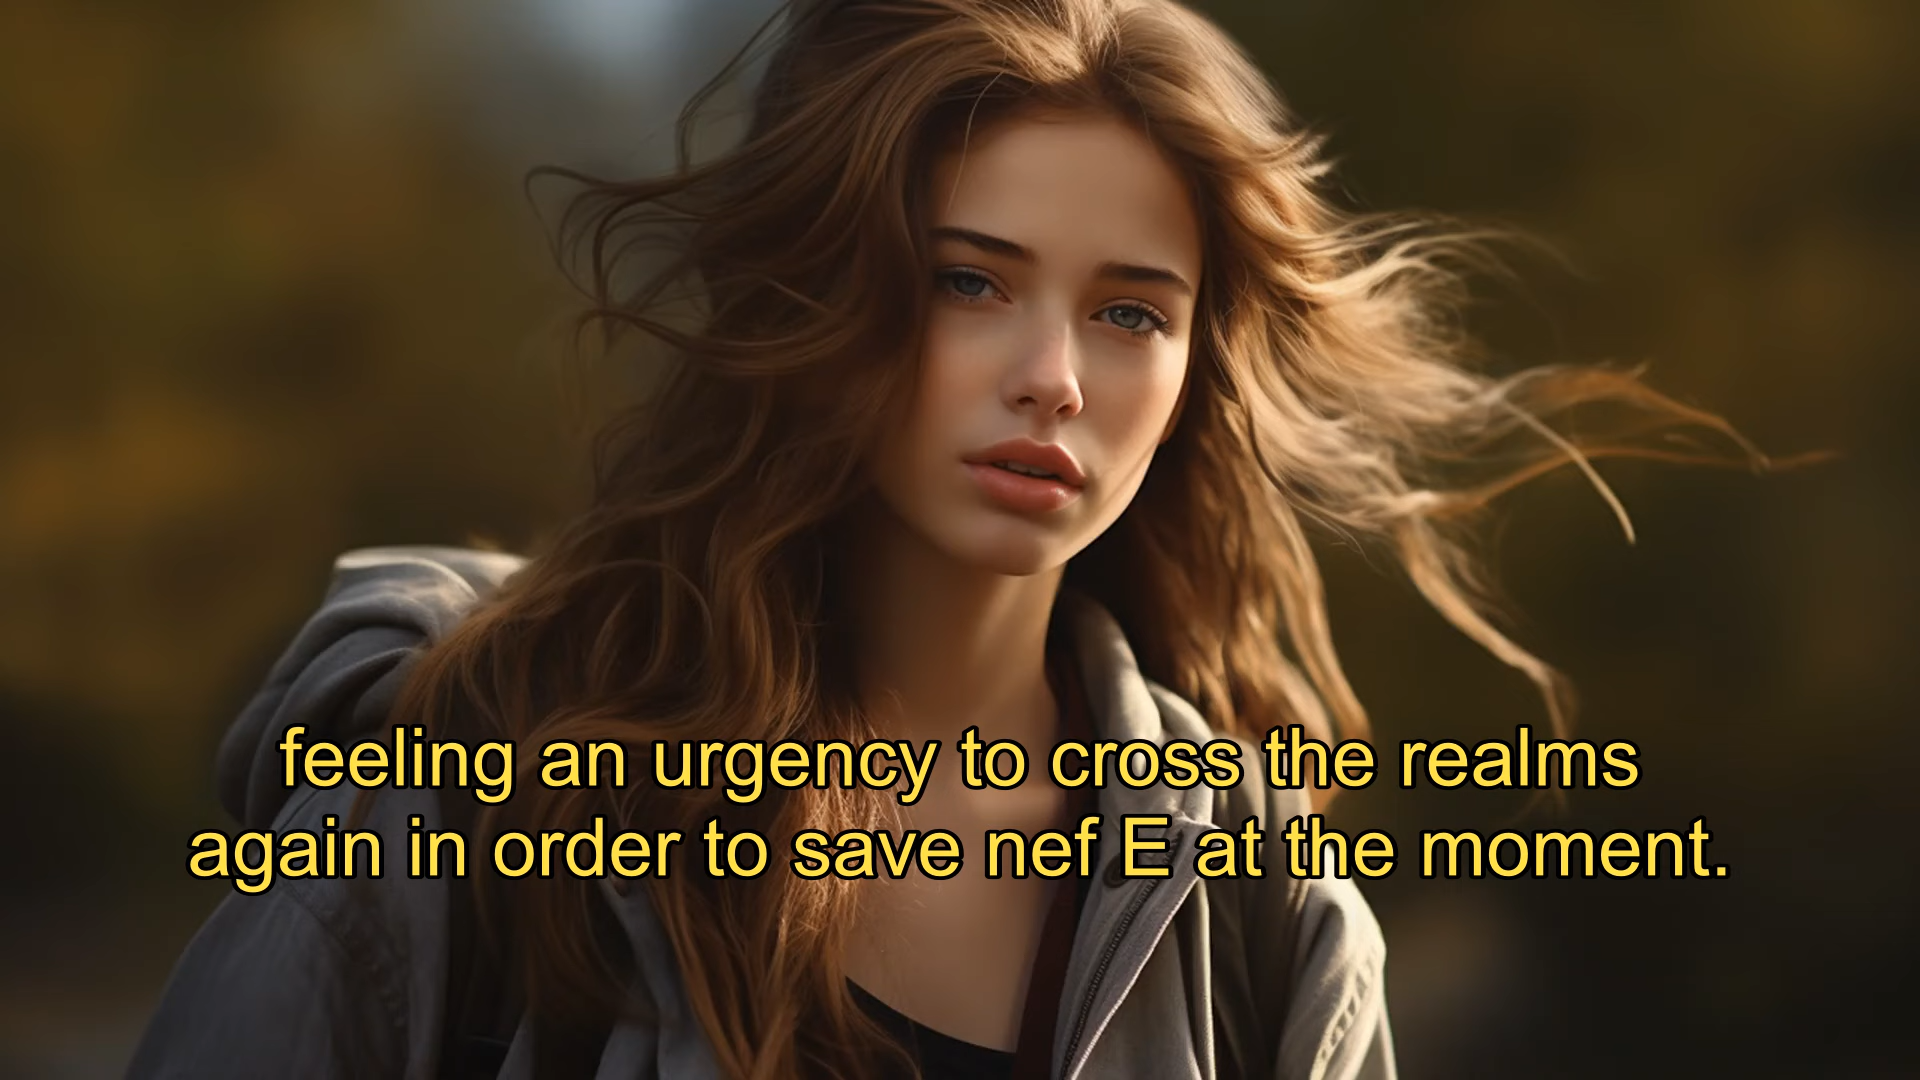 feeling an urgency to cross the realms
again in order to save nef E at the moment.